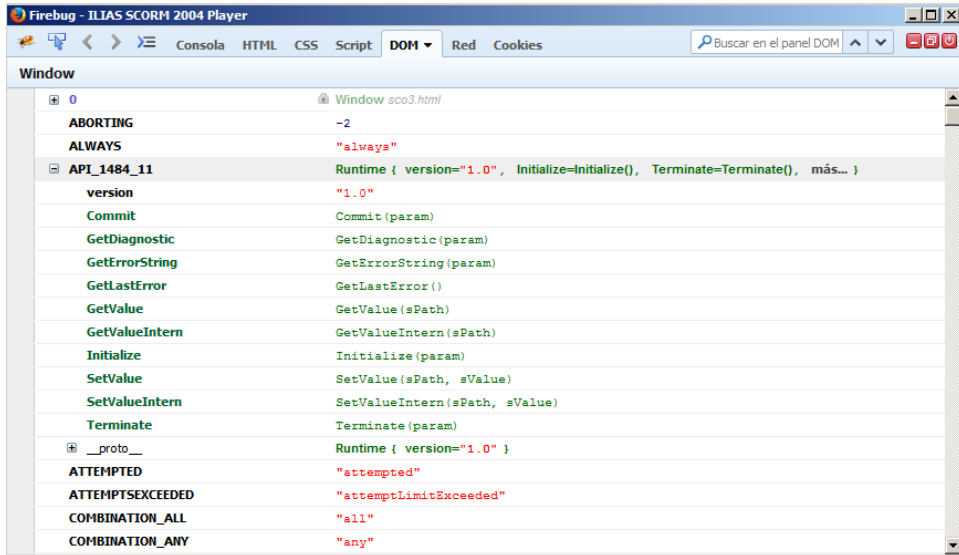 Firebug - ILIAS SCORM 2004 Player
Consola HTML CSS Script DOM Red Cookies Buscar en el panel DOM
Window
0 Window sco3.html
ABORTING -2
ALWAYS "always"
API_1484_11 Runtime { version="1.0", Initialize=Initialize(), Terminate=Terminate(), más... }
version "1.0"
Commit Commit(param)
GetDiagnostic GetDiagnostic(param)
GetErrorString GetErrorString(param)
GetLastError GetLastError()
GetValue GetValue(sPath)
GetValueIntern GetValueIntern(sPath)
Initialize Initialize(param)
SetValue SetValue(sPath, sValue)
SetValueIntern SetValueIntern(sPath, sValue)
Terminate Terminate(param)
__proto__ Runtime { version="1.0" }
ATTEMPTED "attempted"
ATTEMPTSEXCEEDED "attemptLimitExceeded"
COMBINATION_ALL "all"
COMBINATION_ANY "any"